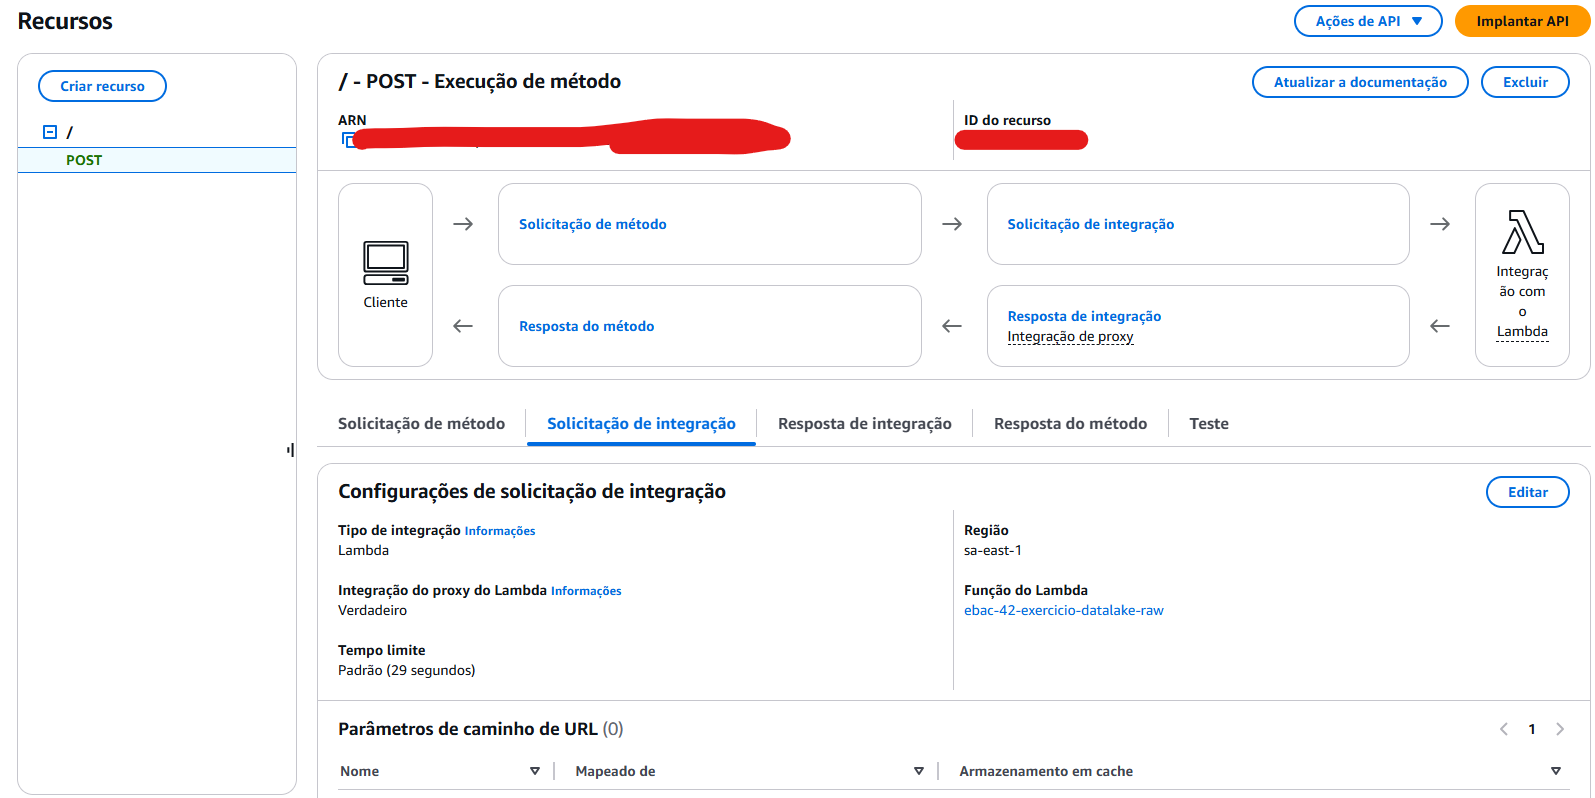 Recursos
Ações de API
Implantar API
Criar recurso
/
POST
/ - POST - Execução de método
Atualizar a documentação
Excluir
ARN
ID do recurso
Cliente
Solicitação de método
Solicitação de integração
Resposta do método
Resposta de integração
Integração de proxy
Integraç
ão com
o
Lambda
Solicitação de método
Solicitação de integração
Resposta de integração
Resposta do método
Teste
Configurações de solicitação de integração
Editar
Tipo de integração Informações
Lambda
Região
sa-east-1
Integração do proxy do Lambda Informações
Verdadeiro
Função do Lambda
ebac-42-exercicio-datalake-raw
Tempo limite
Padrão (29 segundos)
Parâmetros de caminho de URL (0)
1
Nome
Mapeado de
Armazenamento em cache